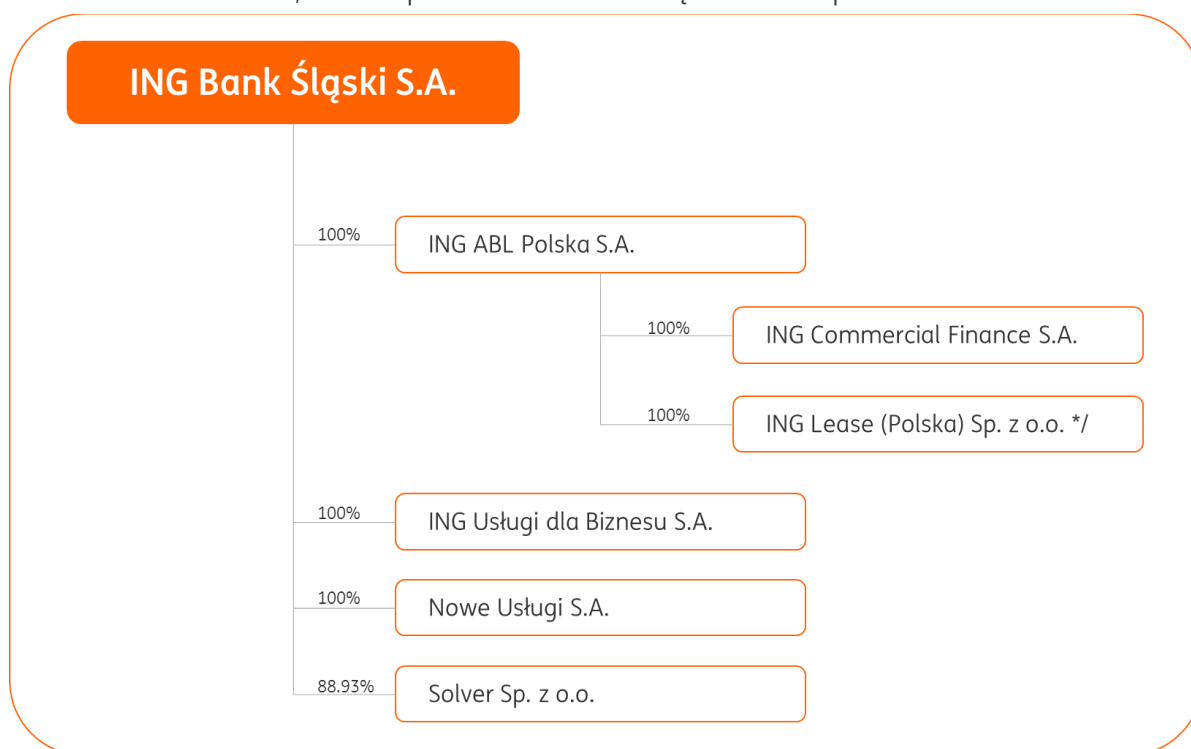 ING Bank Śląski S.A.
100%
ING ABL Polska S.A.
100%
ING Commercial Finance S.A.
100%
ING Lease (Polska) Sp. z o.o. */
100%
ING Usługi dla Biznesu S.A.
100%
Nowe Usługi S.A.
88.93%
Solver Sp. z o.o.